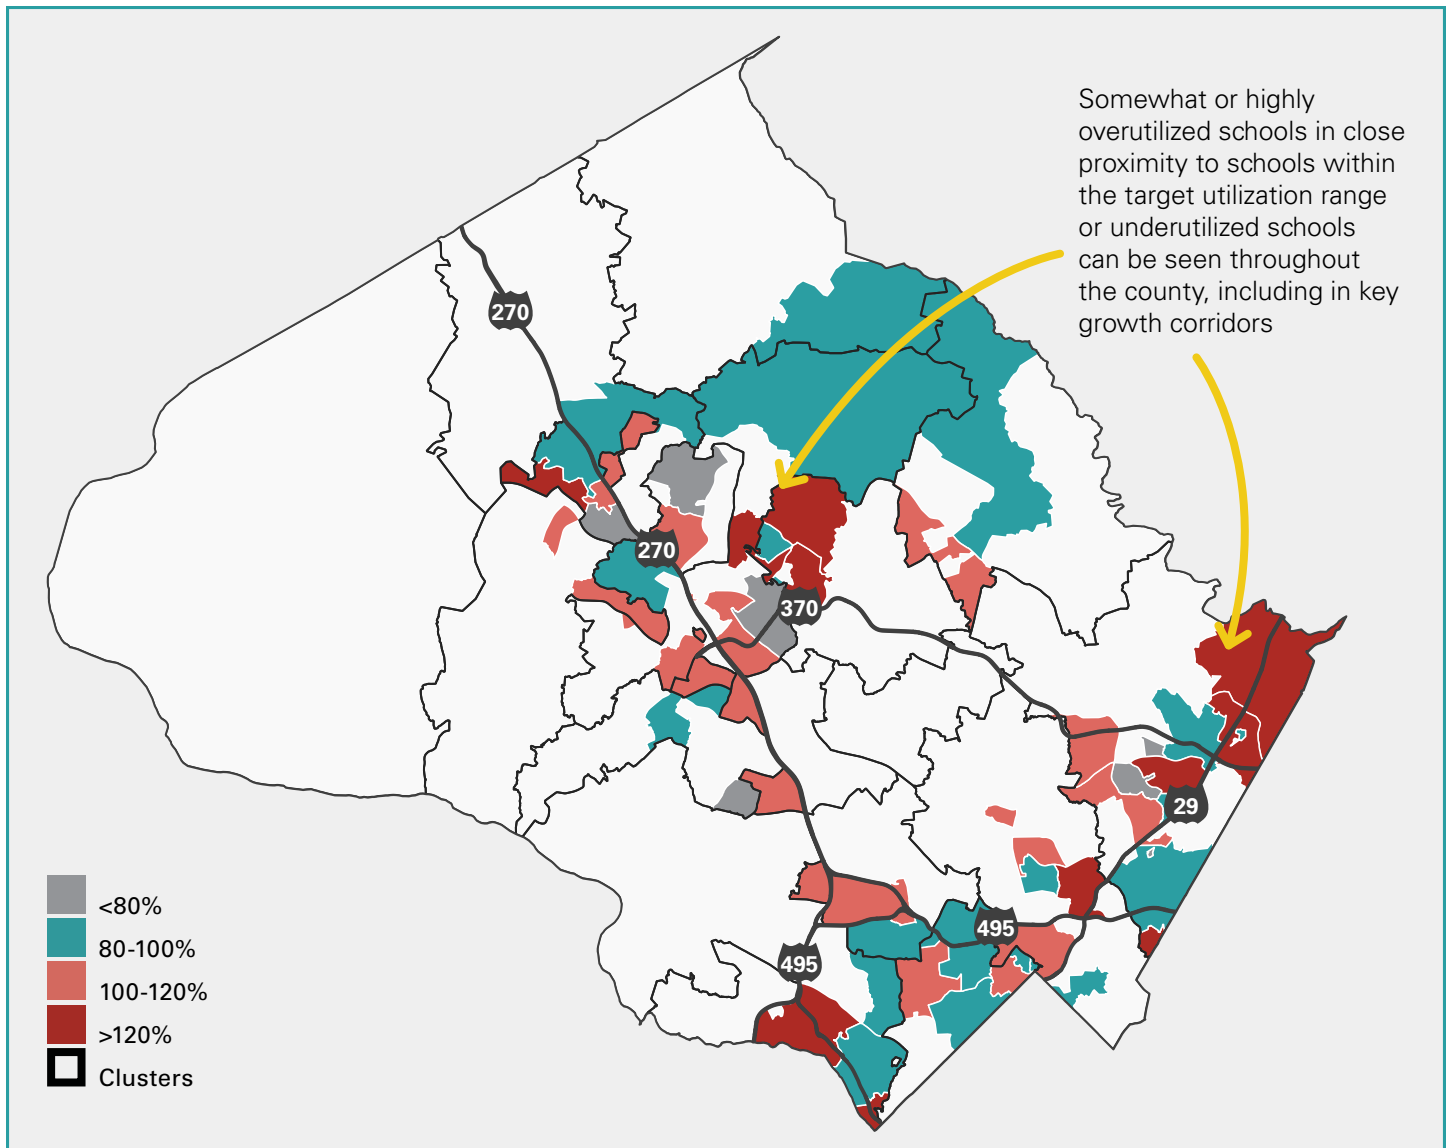 Somewhat or highly
overutilized schools in close
proximity to schools within
the target utilization range
or underutilized schools
can be seen throughout
the county, including in key
growth corridors
270
270
370
29
495
495
<80%
80-100%
100-120%
>120%
Clusters